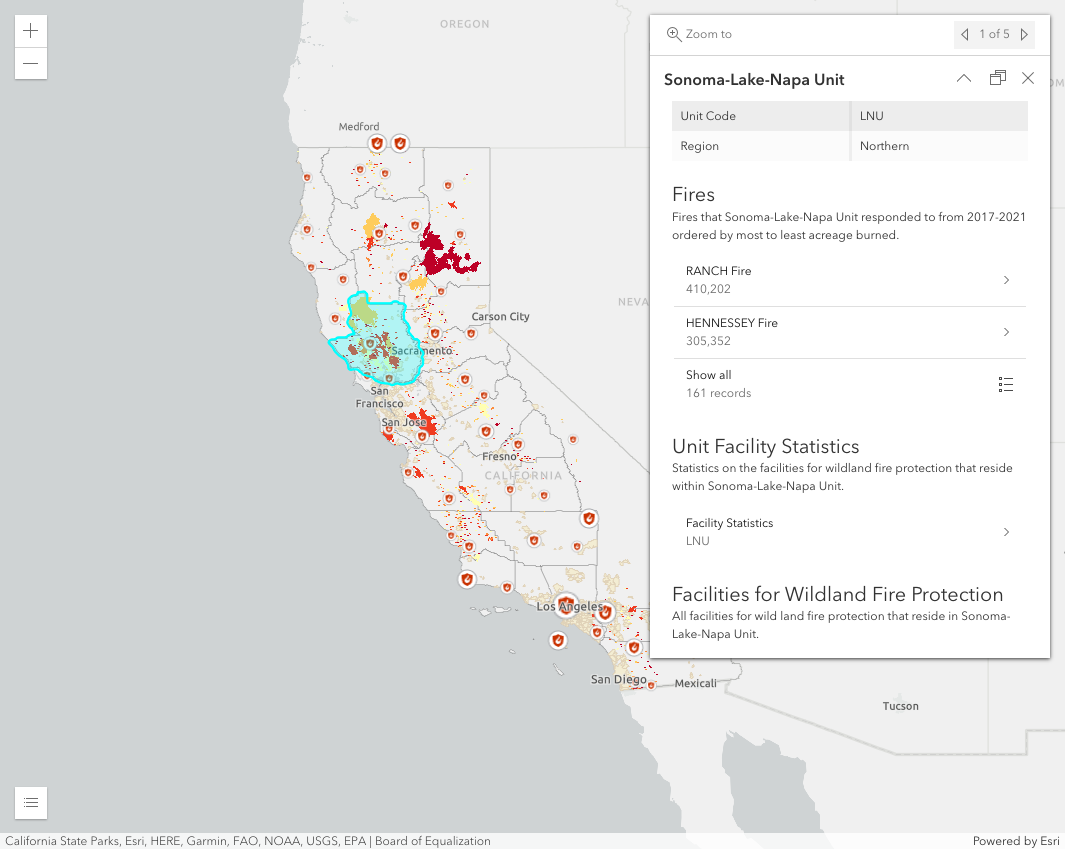 OREGON
Medford
Carson City
NEVA
Sacramento
San
Francisco
San Jose
Fresno
CALIFORNIA
Los Angeles
San Diego
Mexicali
Tucson
Zoom to
1 of 5
Sonoma-Lake-Napa Unit
Unit Code LNU
Region Northern
Fires
Fires that Sonoma-Lake-Napa Unit responded to from 2017-2021
ordered by most to least acreage burned.
RANCH Fire
410,202
HENNESSEY Fire
305,352
Show all
161 records
Unit Facility Statistics
Statistics on the facilities for wildland fire protection that reside
within Sonoma-Lake-Napa Unit.
Facility Statistics
LNU
Facilities for Wildland Fire Protection
All facilities for wild land fire protection that reside in Sonoma-
Lake-Napa Unit.
California State Parks, Esri, HERE, Garmin, FAO, NOAA, USGS, EPA | Board of Equalization
Powered by Esri